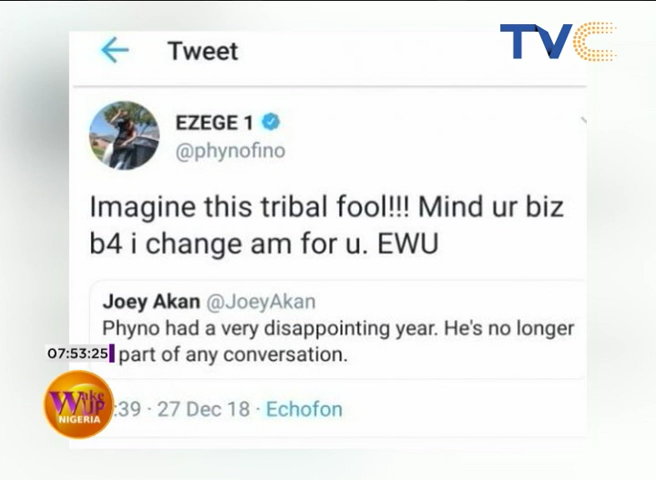 TVC
Tweet
EZEGE 1
@phynofino
Imagine this tribal fool!!! Mind ur biz
b4 i change am for u. EWU
Joey Akan @JoeyAkan
Phyno had a very disappointing year. He's no longer
07:53:25 part of any conversation.
Wake
UP
NIGERIA
:39 · 27 Dec 18 · Echofon